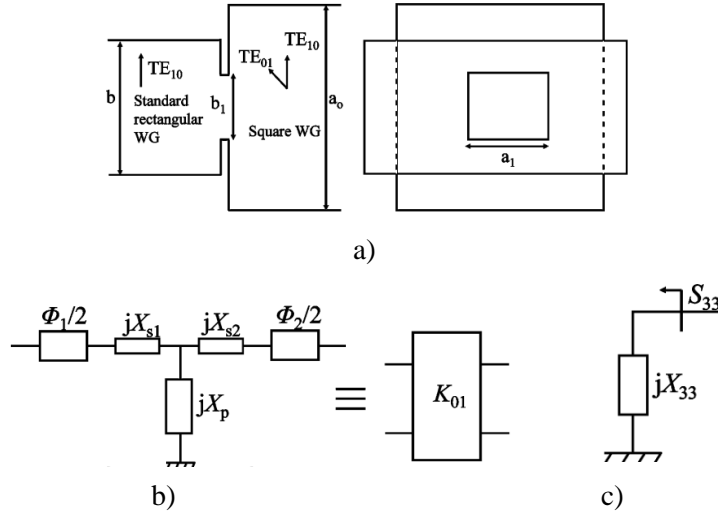 TE10
TE01
TE10
b
Standard
rectangular
WG
b1
Square WG
ao
a1
a)
Φ1/2
jXs1
jXs2
Φ2/2
jXp
≡
K01
S33
jX33
b)
c)